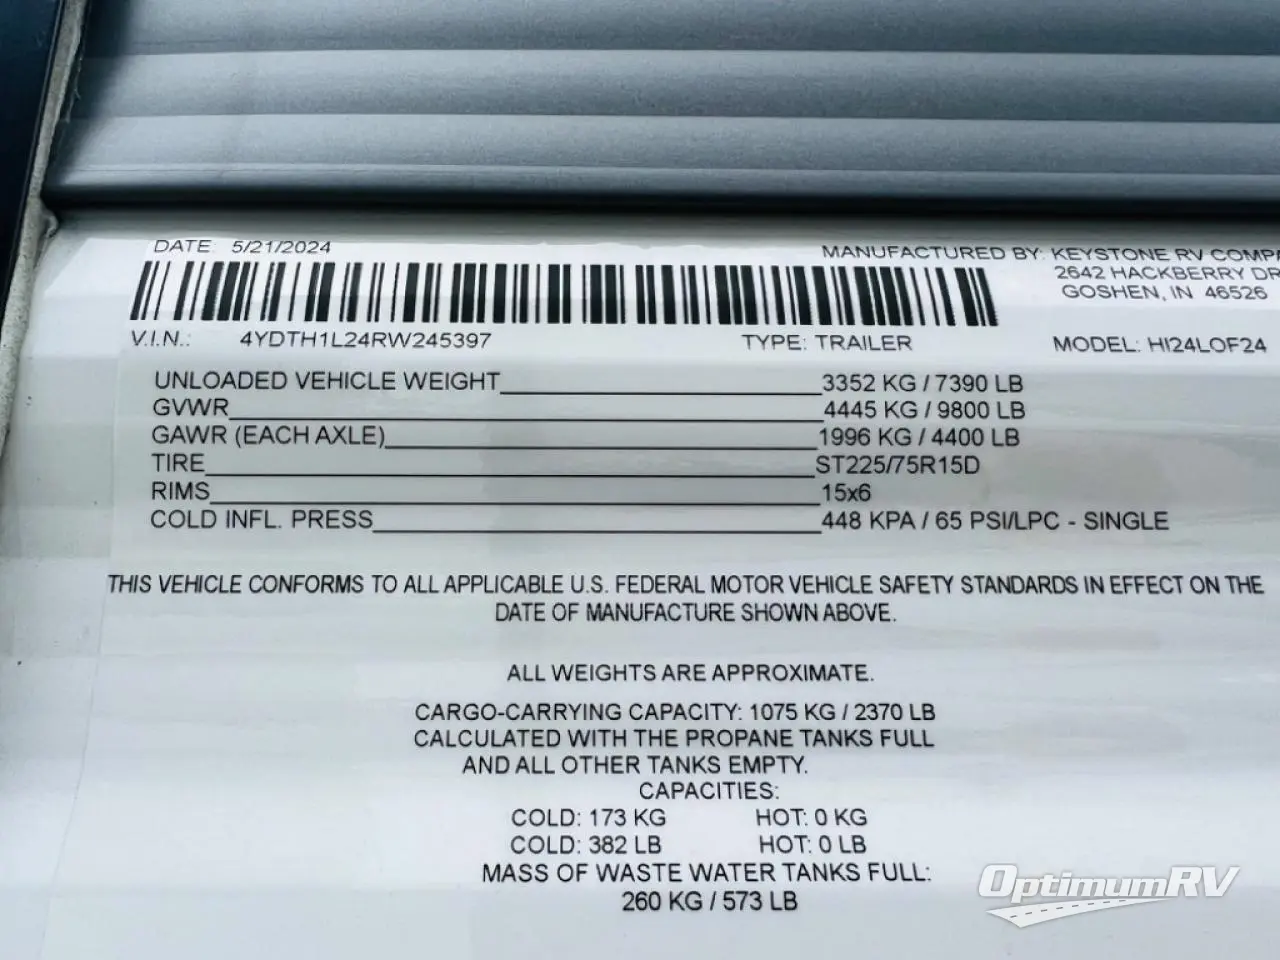 DATE: 5/21/2024
MANUFACTURED BY: KEYSTONE RV
2642 HACKBERRY
GOSHEN, IN 46526
V.I.N.: 4YDTH1L24RW245397 TYPE: TRAILER MODEL: HI24LOF24
UNLOADED VEHICLE WEIGHT 3352 KG / 7390 LB
GVWR 4445 KG / 9800 LB
GAWR (EACH AXLE) 1996 KG / 4400 LB
TIRE ST225/75R15D
RIMS 15x6
COLD INFL. PRESS 448 KPA / 65 PSI/LPC - SINGLE
THIS VEHICLE CONFORMS TO ALL APPLICABLE U.S. FEDERAL MOTOR VEHICLE SAFETY STANDARDS IN EFFECT ON THE
DATE OF MANUFACTURE SHOWN ABOVE.
ALL WEIGHTS ARE APPROXIMATE.
CARGO-CARRYING CAPACITY: 1075 KG / 2370 LB
CALCULATED WITH THE PROPANE TANKS FULL
AND ALL OTHER TANKS EMPTY.
CAPACITIES:
COLD: 173 KG HOT: 0 KG
COLD: 382 LB HOT: 0 LB
MASS OF WASTE WATER TANKS FULL:
260 KG / 573 LB
OptimumRV